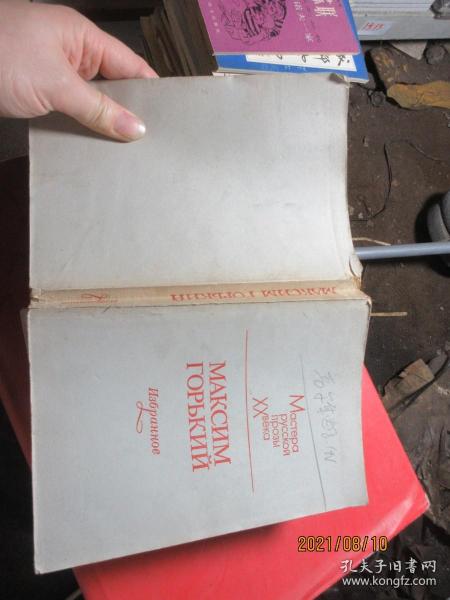 Мастера
русской
прозы
XX века
МАКСИМ
ГОРЬКИЙ
Избранное
МАКСИМ ГОРЬКИЙ
2021/08/10
孔夫子旧书网
www.kongfz.com